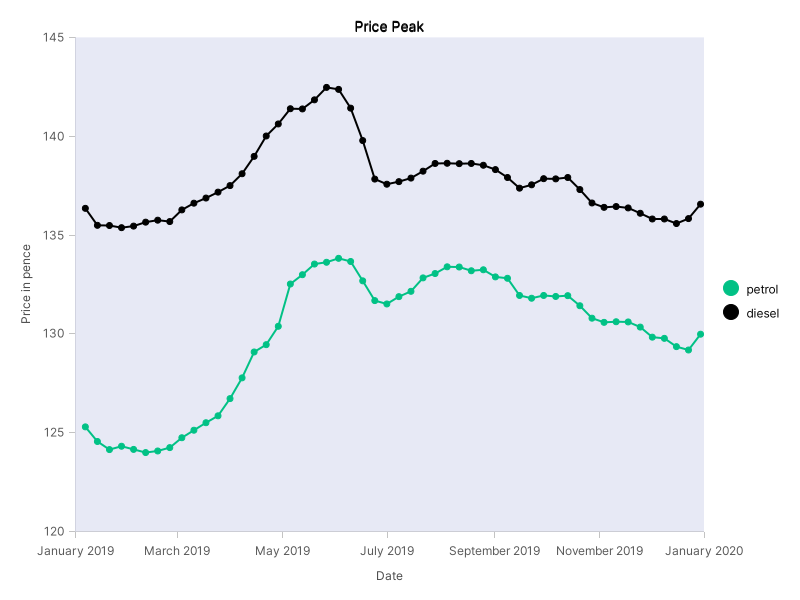 Price Peak
145
140
135
130
125
120
Price in pence
January 2019
March 2019
May 2019
July 2019
September 2019
November 2019
January 2020
Date
petrol
diesel